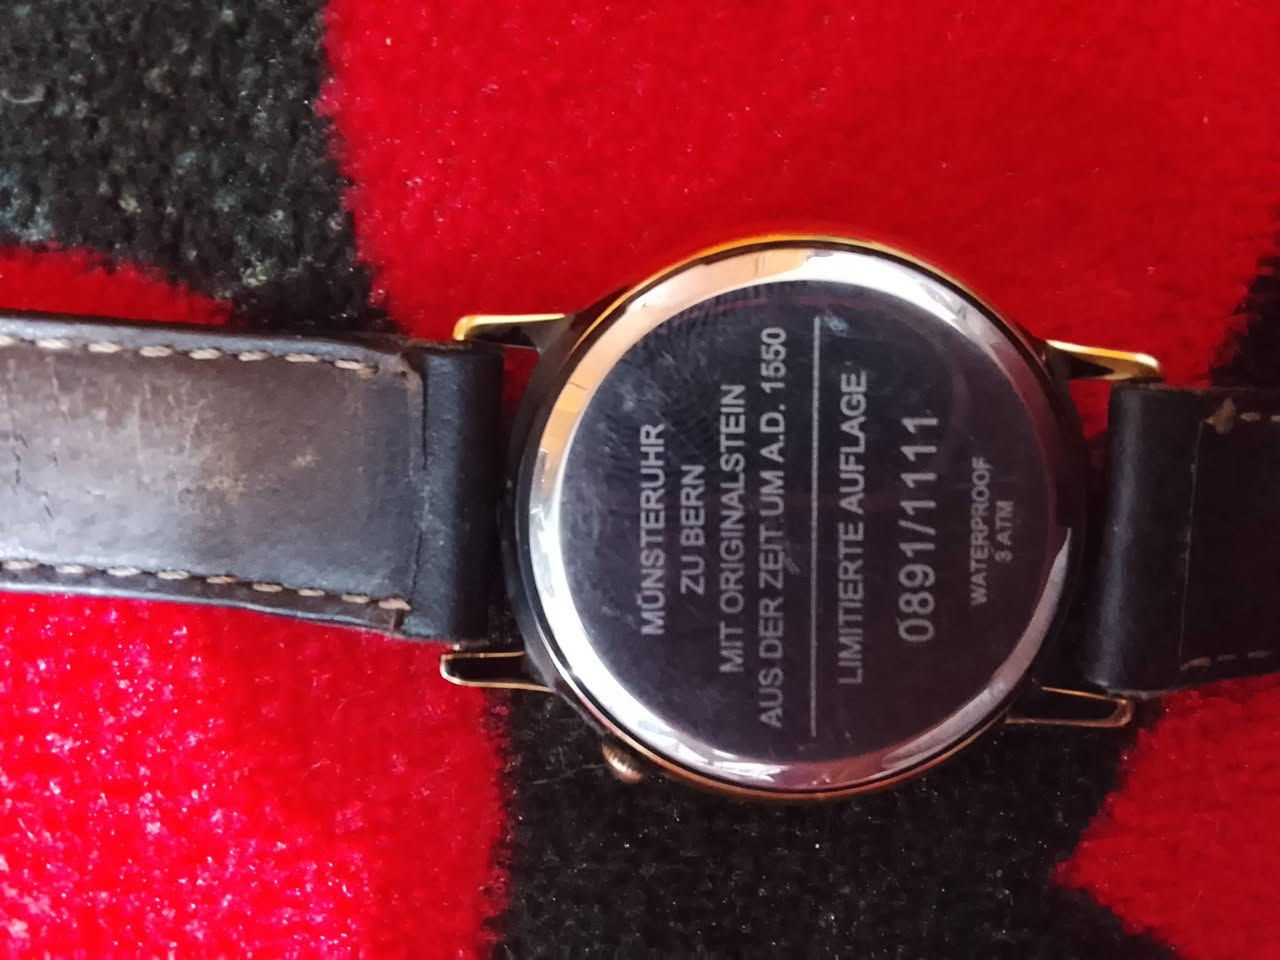 MÜNSTERUHR
ZU BERN
MIT ORIGINALSTEIN
AUS DER ZEIT UM A.D. 1550
LIMITIERTE AUFLAGE
0891/1111
WATERPROOF
3 ATM